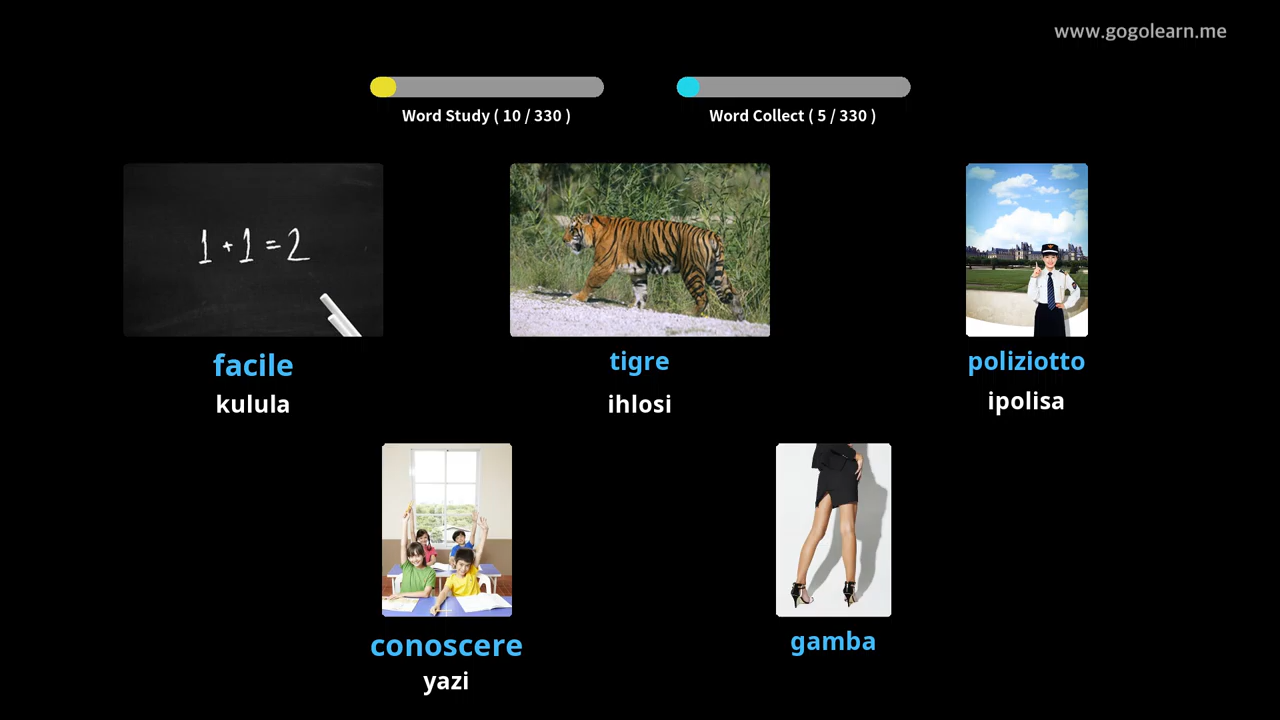 www.gogolearn.me
Word Study ( 10 / 330 )
Word Collect ( 5 / 330 )
1 + 1 = 2
facile
kulula
tigre
ihlosi
poliziotto
ipolisa
conoscere
yazi
gamba